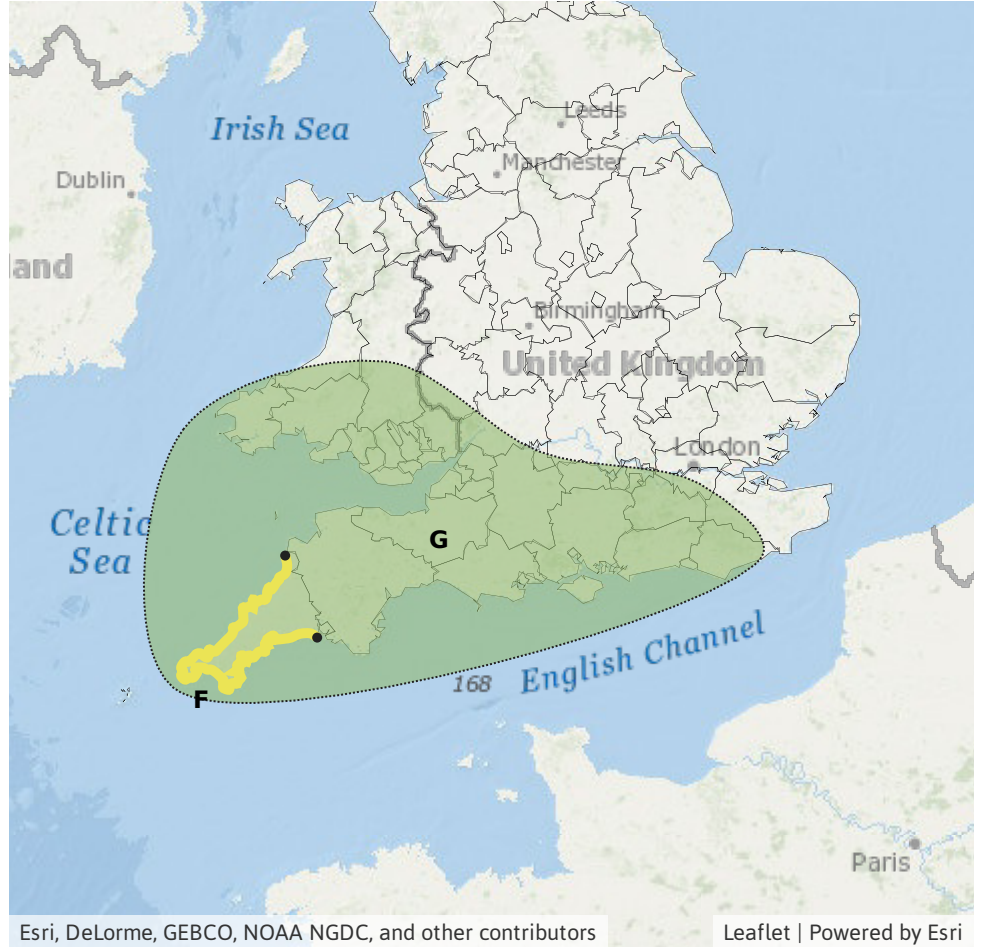 Leeds
Irish Sea
Manchester
Dublin
land
Birmingham
United Kingdom
London
Celtic
Sea
G
English Channel
168
F
Paris
Esri, DeLorme, GEBCO, NOAA NGDC, and other contributors
Leaflet | Powered by Esri